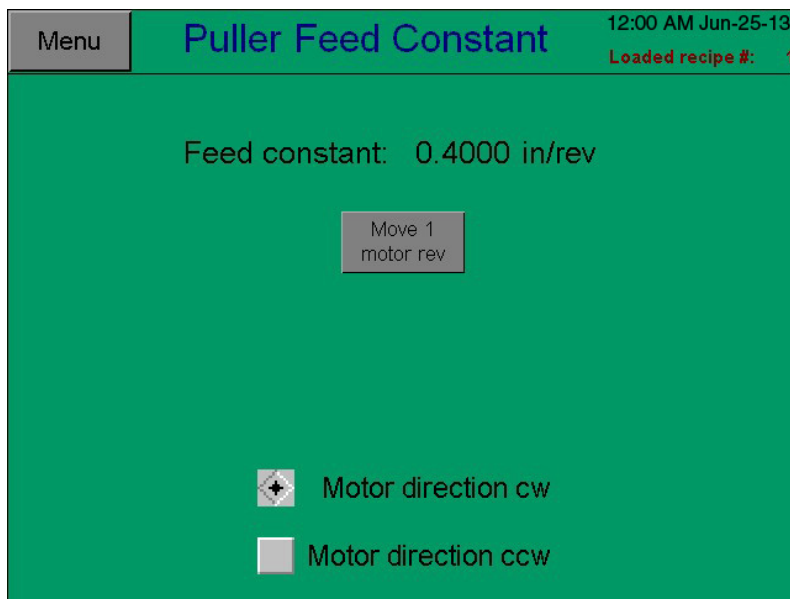 Menu
Puller Feed Constant
12:00 AM Jun-25-13
Loaded recipe #:
Feed constant: 0.4000 in/rev
Move 1
motor rev
Motor direction cw
Motor direction ccw